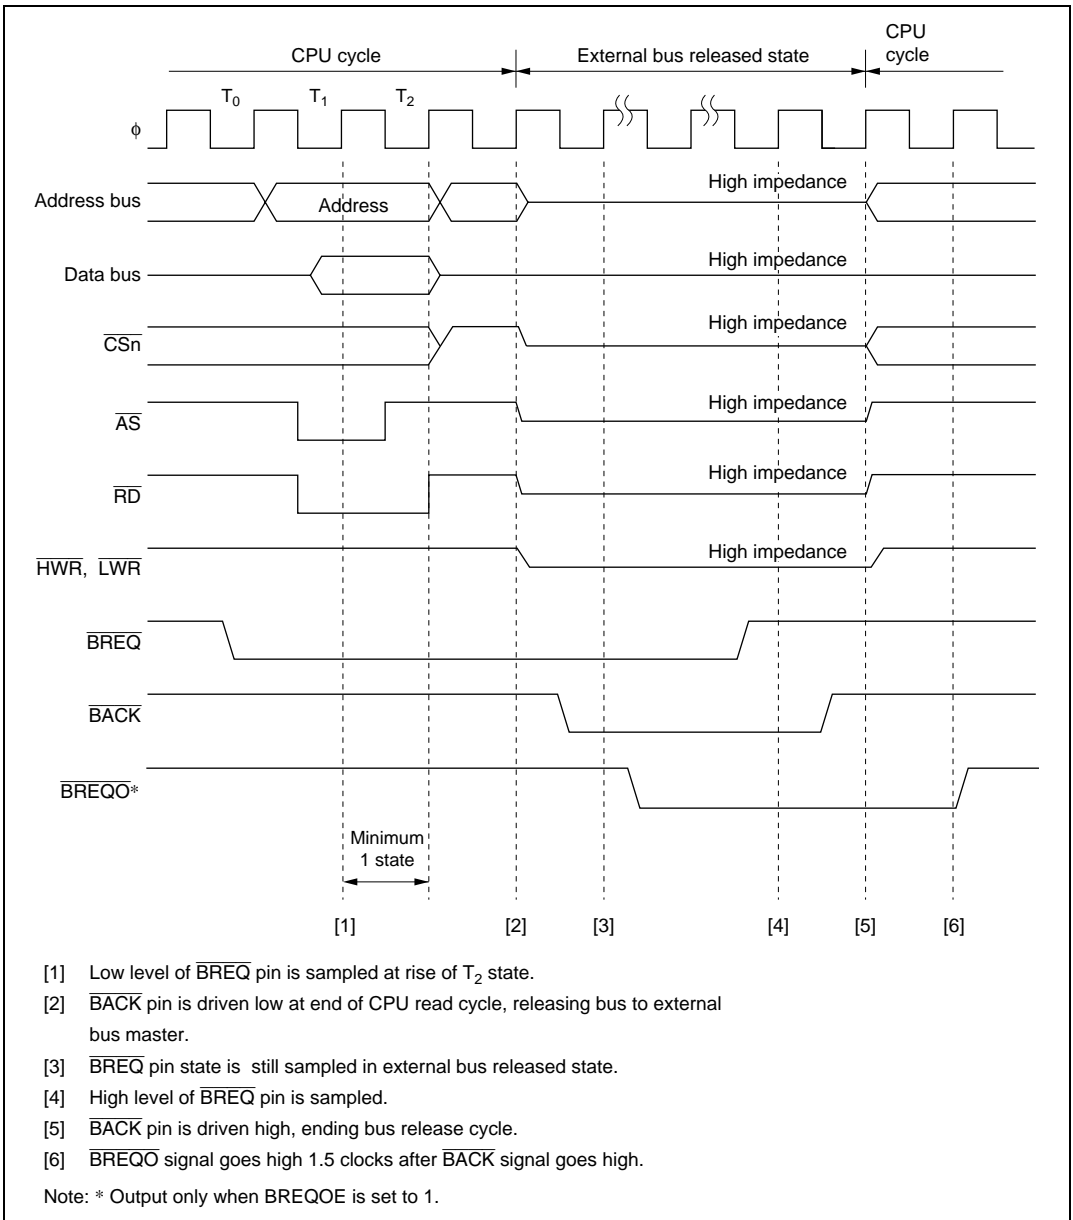 CPU cycle
External bus released state
CPU
cycle
T0
T1
T2
ϕ
Address bus
Address
High impedance
Data bus
High impedance
CSn
High impedance
AS
High impedance
RD
High impedance
HWR, LWR
High impedance
BREQ
BACK
BREQO*
Minimum
1 state
[1] [2] [3] [4] [5] [6]
[1] Low level of BREQ pin is sampled at rise of T2 state.
[2] BACK pin is driven low at end of CPU read cycle, releasing bus to external
bus master.
[3] BREQ pin state is still sampled in external bus released state.
[4] High level of BREQ pin is sampled.
[5] BACK pin is driven high, ending bus release cycle.
[6] BREQO signal goes high 1.5 clocks after BACK signal goes high.
Note: * Output only when BREQOE is set to 1.